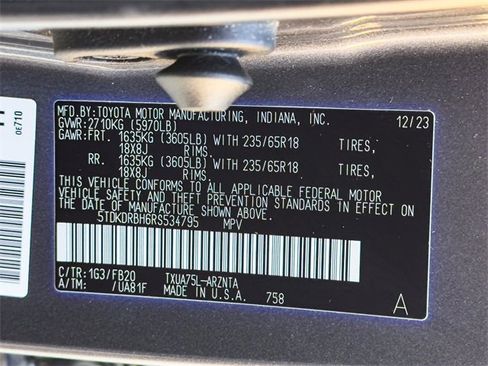 MFD.BY:TOYOTA MOTOR MANUFACTURING, INDIANA, INC. 12/23
GVWR:2710KG (5970LB)
GAWR:FRT. 1635KG (3605LB) WITH 235/65R18 TIRES,
18X8J RIMS
RR. 1635KG (3605LB) WITH 235/65R18 TIRES,
18X8J RIMS
THIS VEHICLE CONFORMS TO ALL APPLICABLE FEDERAL MOTOR
VEHICLE SAFETY AND THEFT PREVENTION STANDARDS IN EFFECT ON
THE DATE OF MANUFACTURE SHOWN ABOVE.
5TDKDRBH6RS534795 MPV
C/TR:1G3/FB20 TXUA75L-ARZNTA
A/TM: /UA81F MADE IN U.S.A. 758 A
0E710